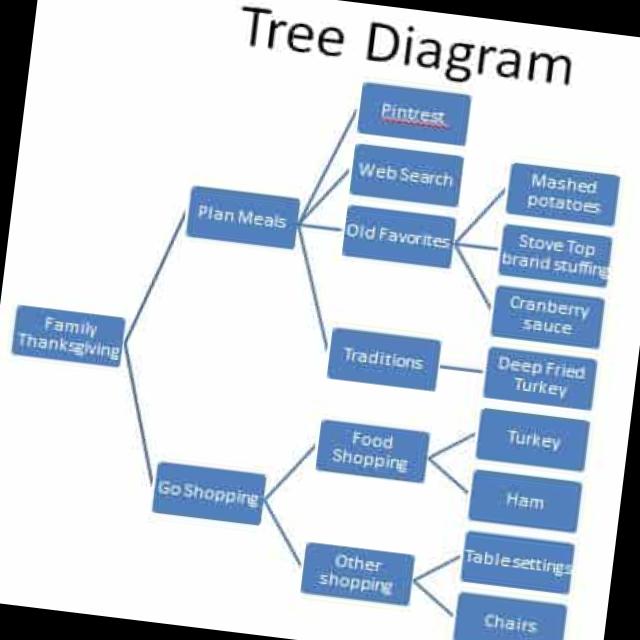 Tree Diagram
Pintrest
Web Search
Mashed
potatoes
Plan Meals
Old Favorites
Stove Top
brand stuffing
Cranberry
sauce
Family
Thanksgiving
Traditions
Deep Fried
Turkey
Food
Shopping
Turkey
Go Shopping
Ham
Other
shopping
Table settings
Chairs